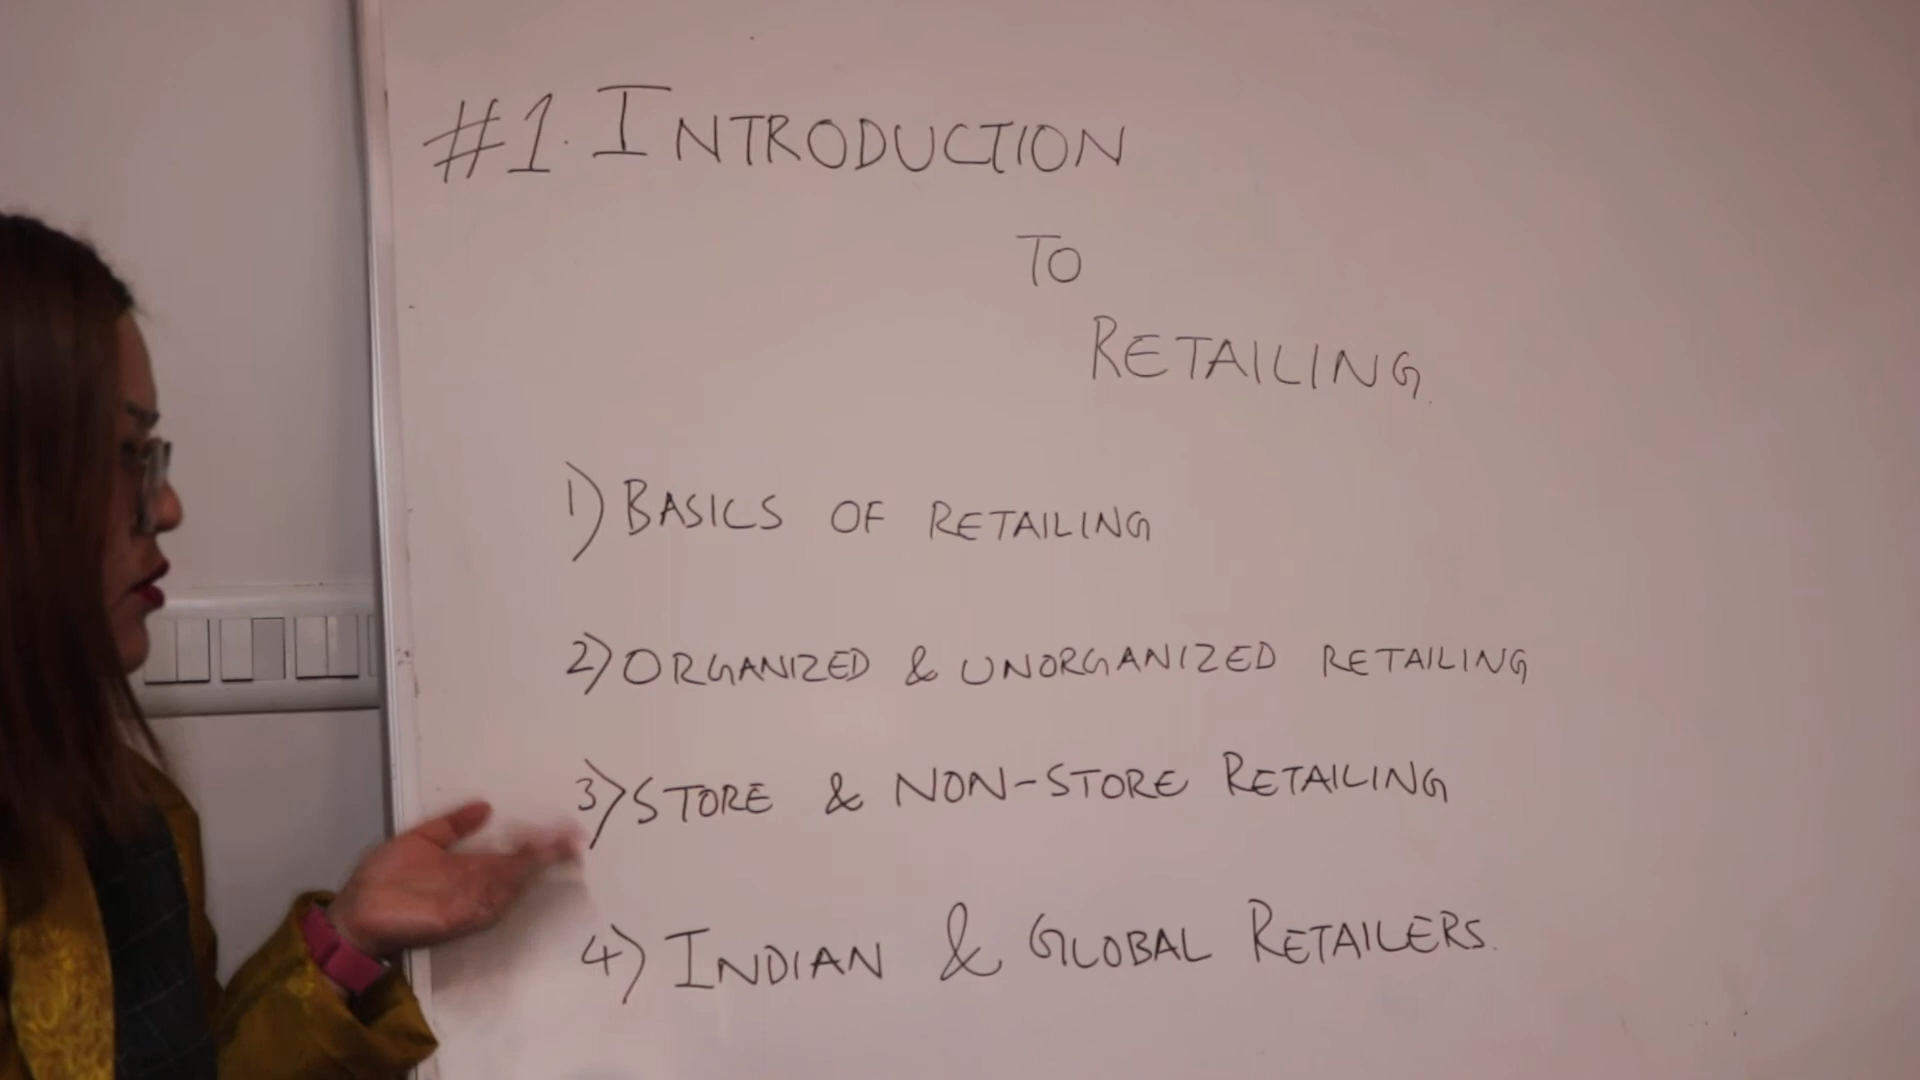 #1. INTRODUCTION
TO
RETAILING.
1) BASICS OF RETAILING
2) ORGANIZED & UNORGANIZED RETAILING
3) STORE & NON-STORE RETAILING
4) INDIAN & GLOBAL RETAILERS.